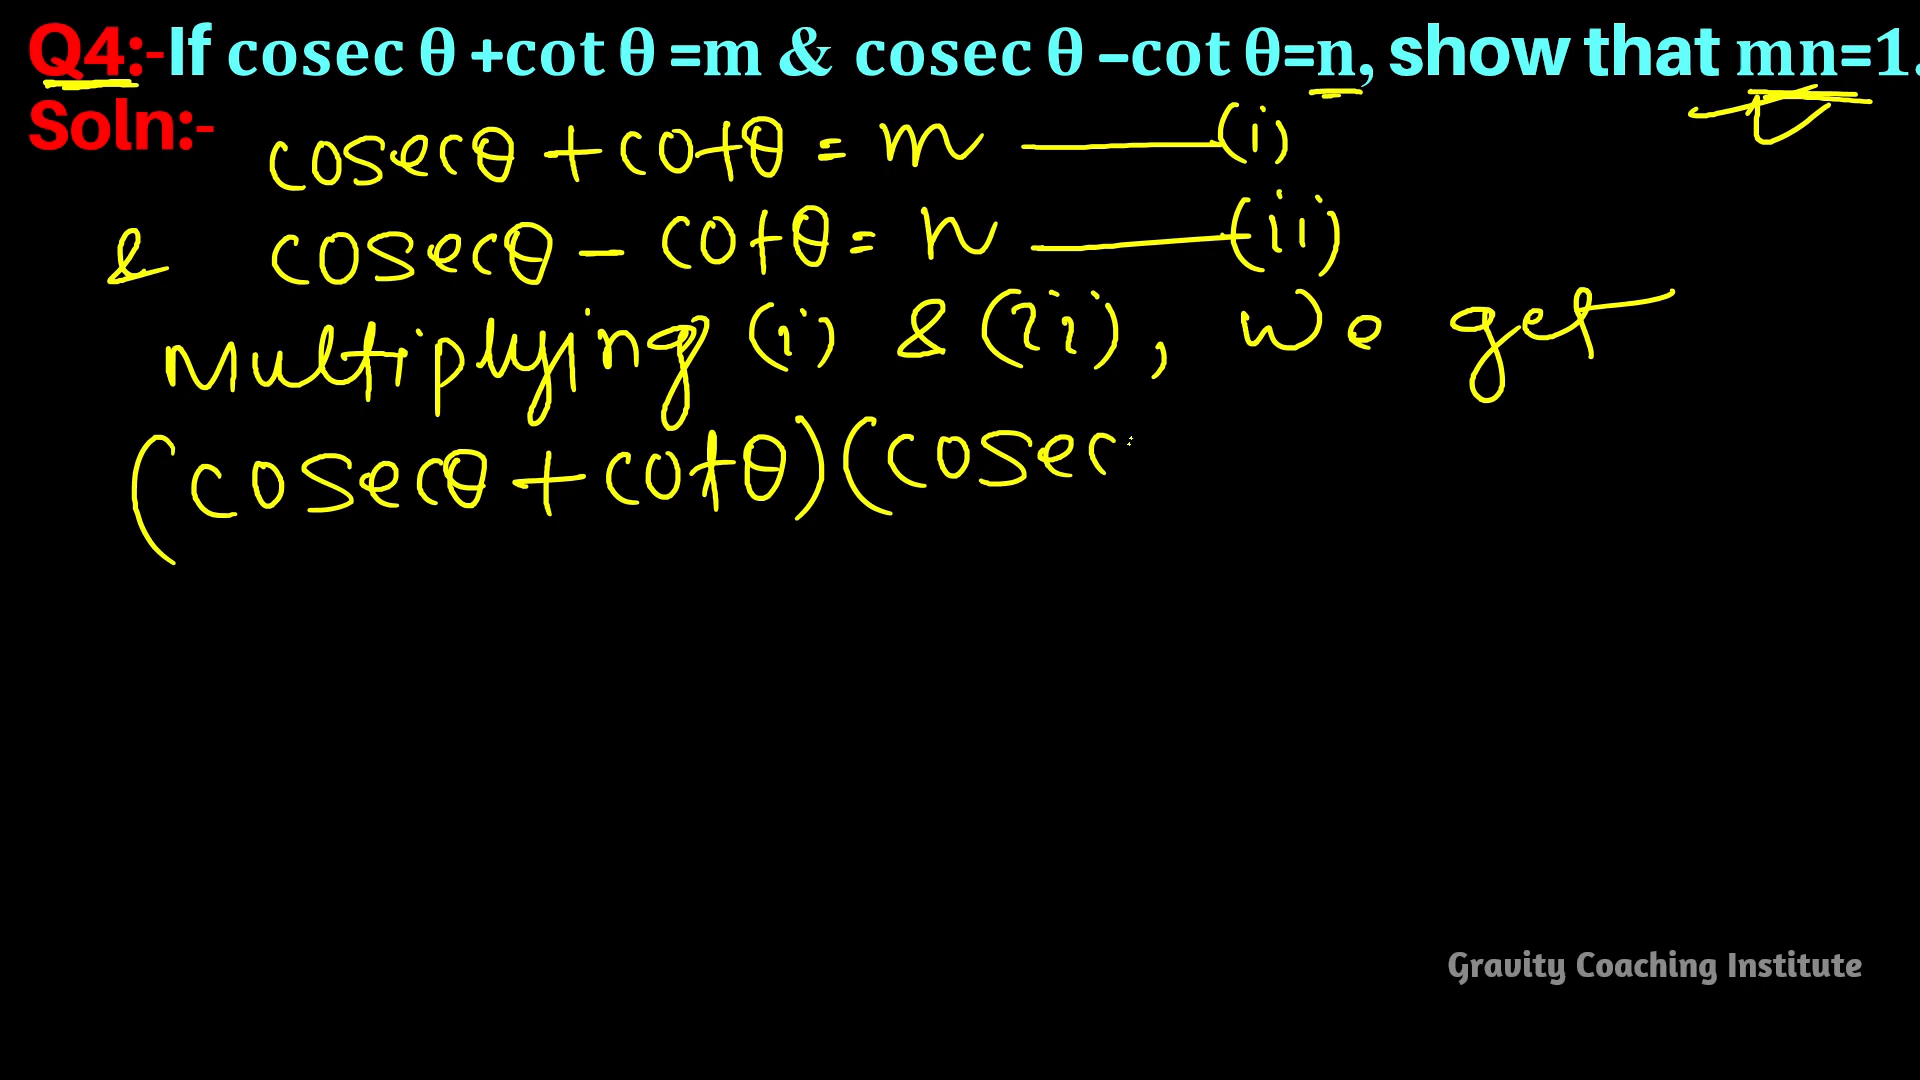 Q4:-If cosec θ +cot θ =m & cosec θ –cot θ=n, show that mn=1.
Soln:-
cosecθ + cotθ = m ——— (i)
& cosecθ - cotθ = n ——— (ii)
Multiplying (i) & (ii), we get
(cosecθ + cotθ)(cosec
Gravity Coaching Institute